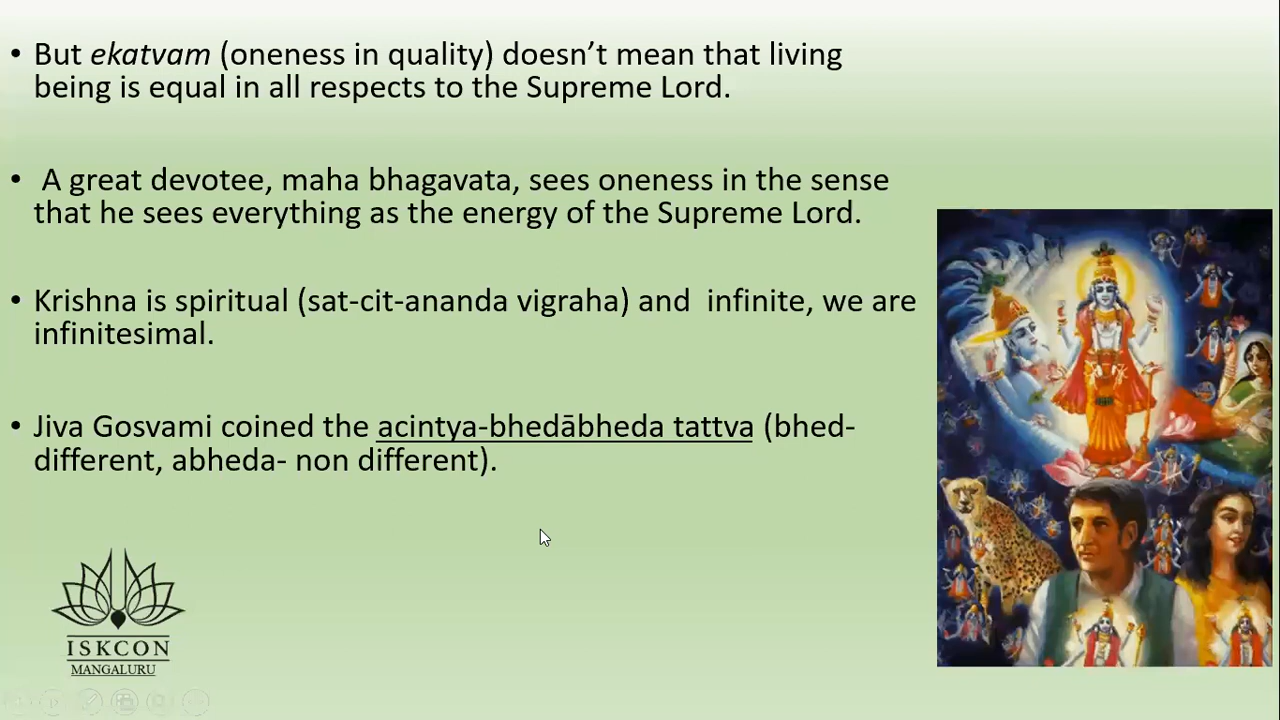 • But ekatvam (oneness in quality) doesn’t mean that living
being is equal in all respects to the Supreme Lord.
• A great devotee, maha bhagavata, sees oneness in the sense
that he sees everything as the energy of the Supreme Lord.
• Krishna is spiritual (sat-cit-ananda vigraha) and infinite, we are
infinitesimal.
• Jiva Gosvami coined the acintya-bhedābheda tattva (bhed-
different, abheda- non different).
ISKCON
MANGALURU